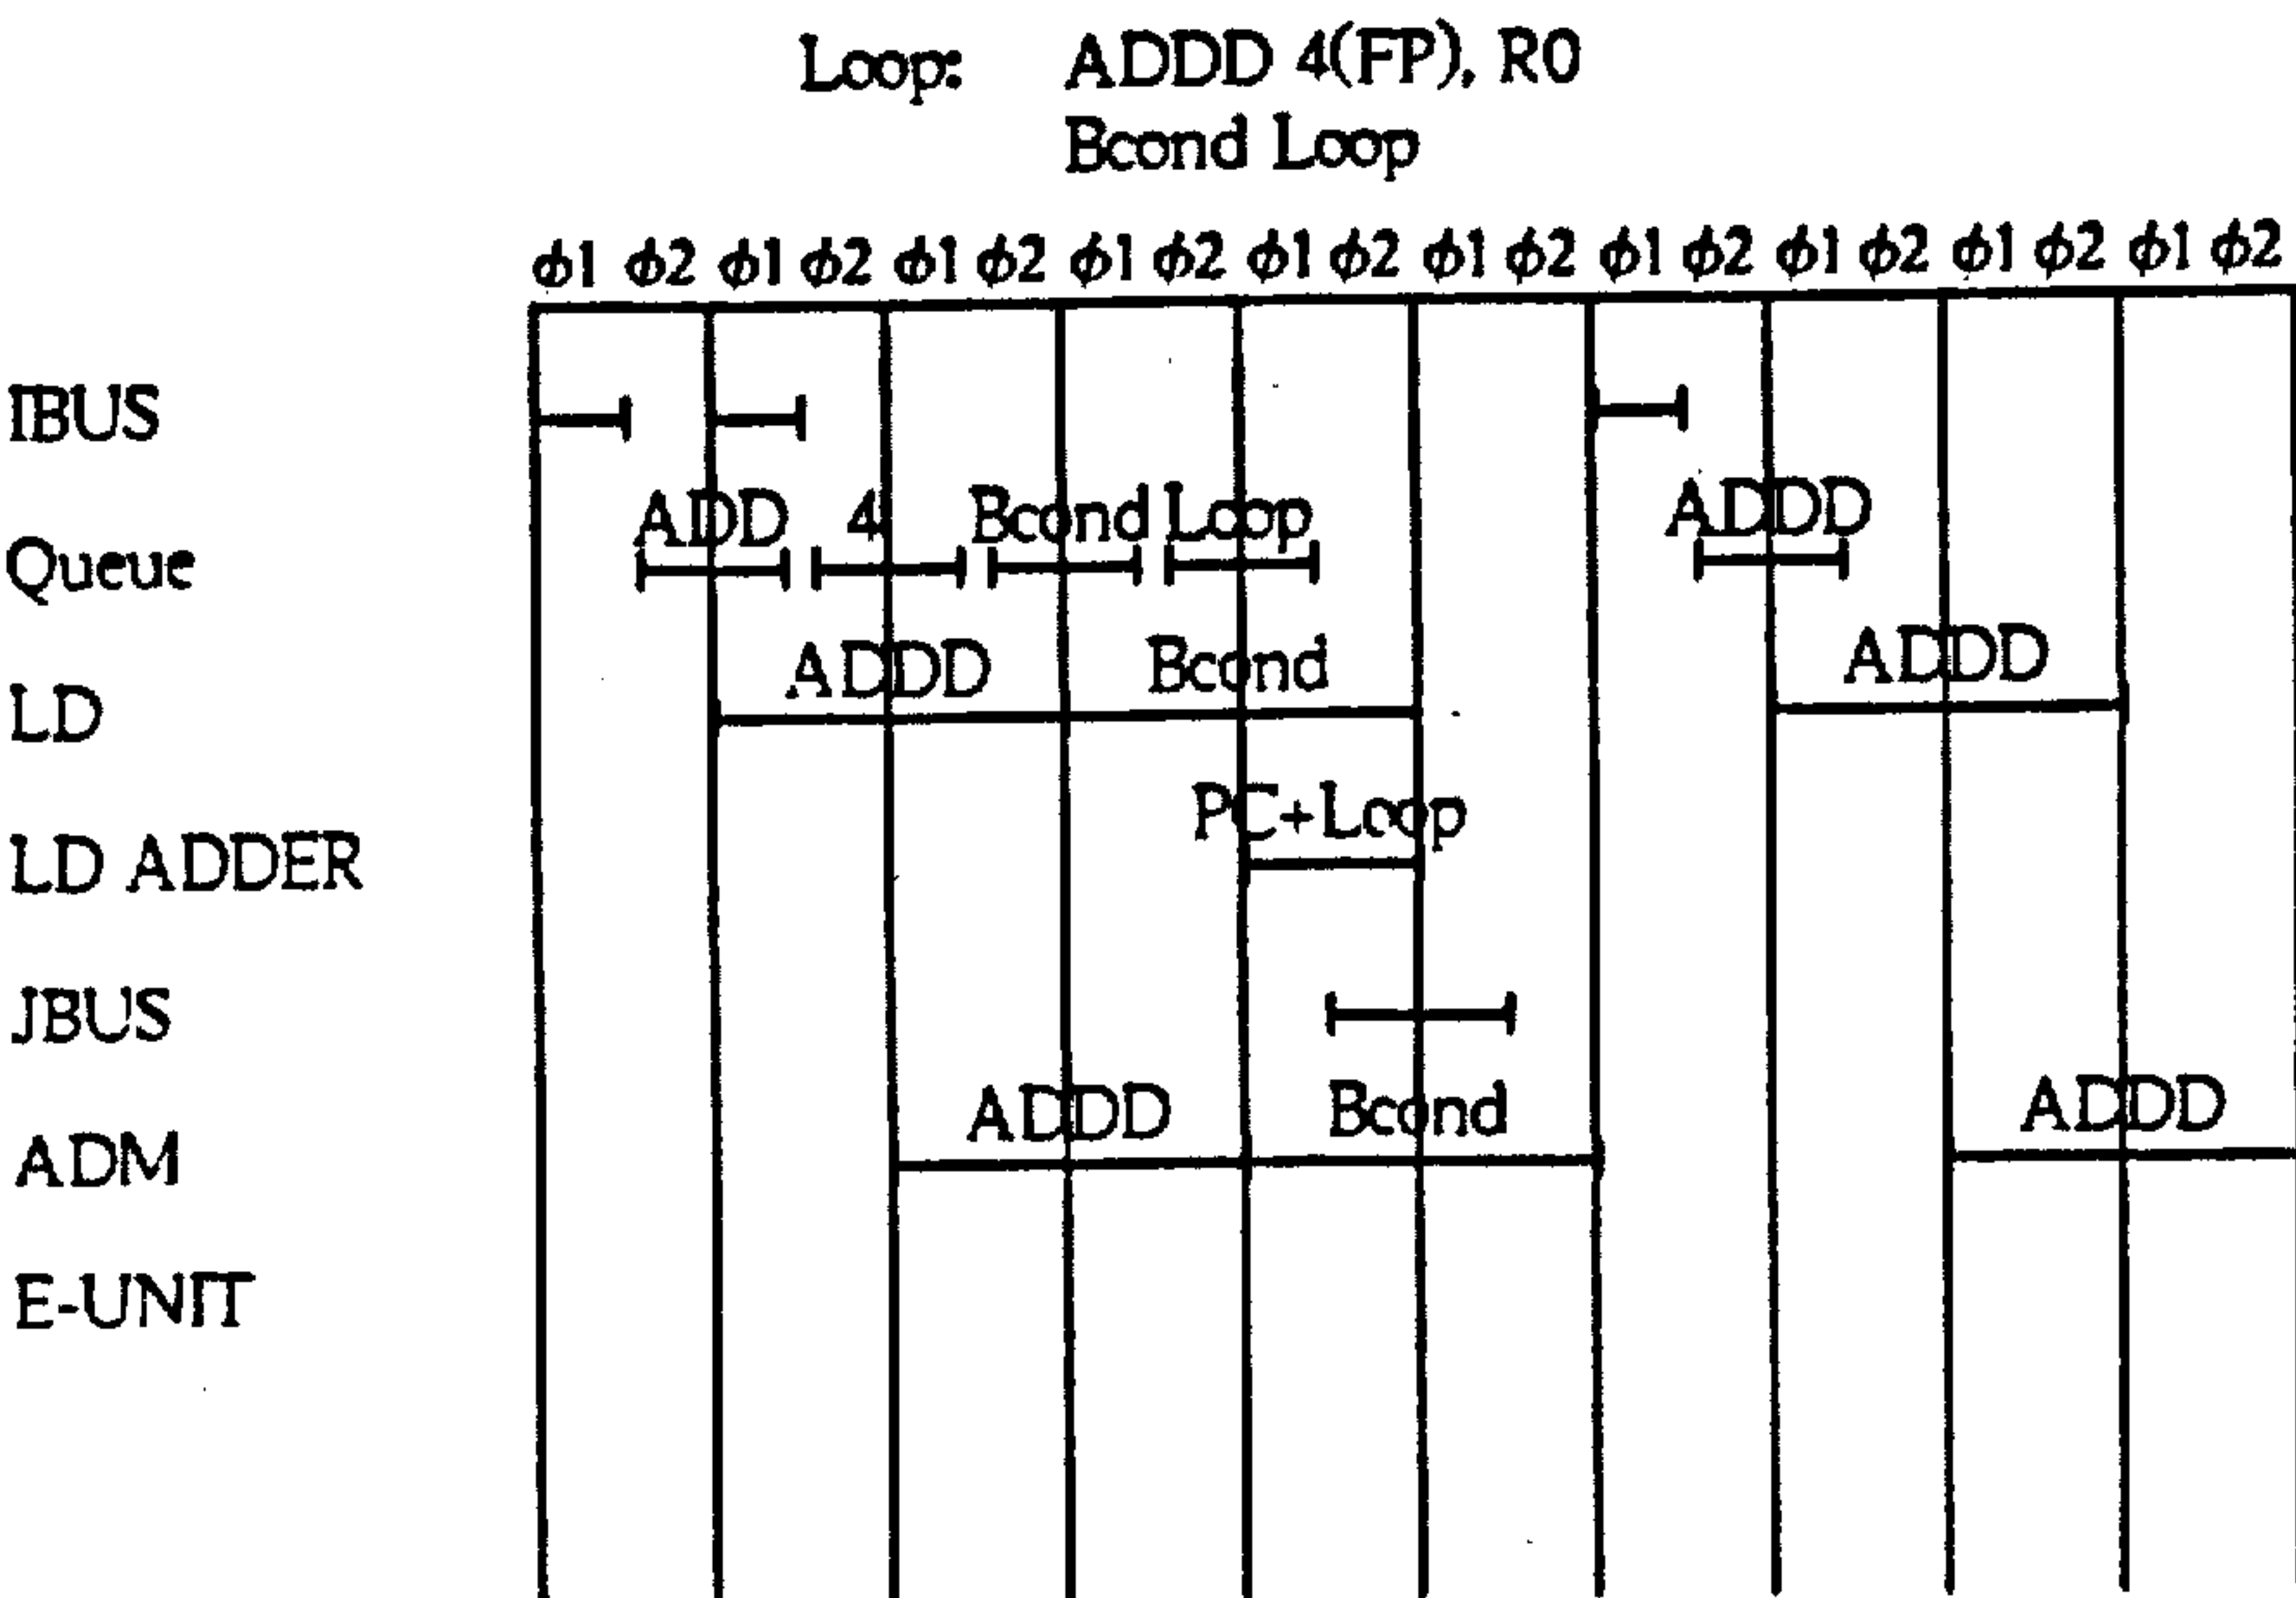 Loop: ADDD 4(FP), R0
Bcond Loop
ϕ1 ϕ2 ϕ1 ϕ2 ϕ1 ϕ2 ϕ1 ϕ2 ϕ1 ϕ2 ϕ1 ϕ2 ϕ1 ϕ2 ϕ1 ϕ2 ϕ1 ϕ2 ϕ1 ϕ2
IBUS
ADD 4 Bcond Loop ADDD
Queue
ADDD Bcond ADDD
LD
PC+Loop
LD ADDER
JBUS
ADDD Bcond ADDD
ADM
E-UNIT